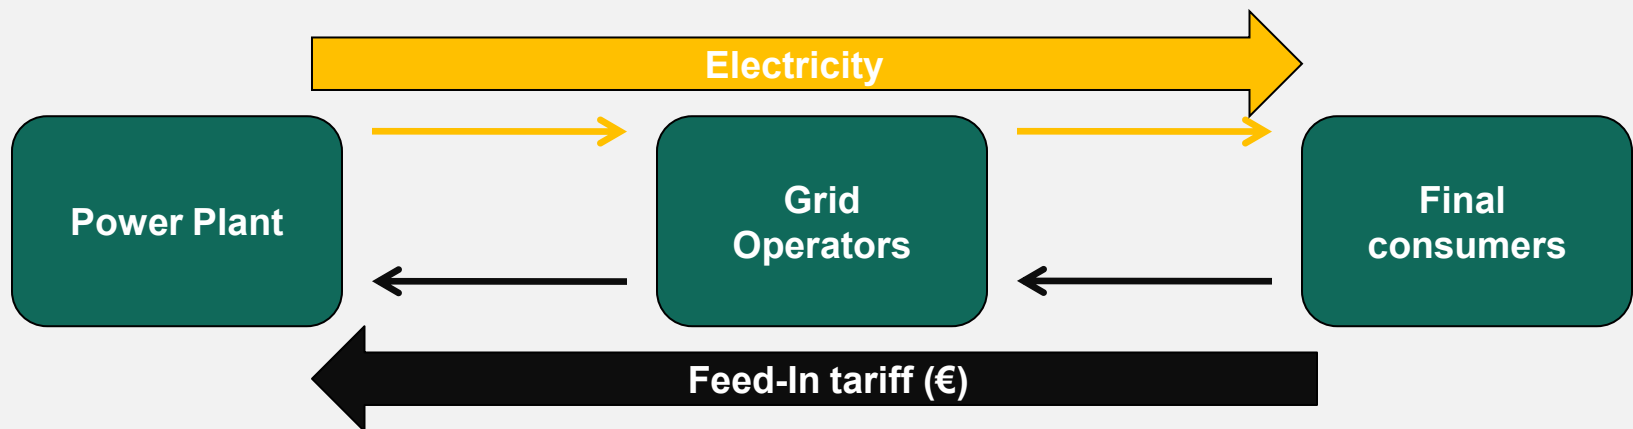 Electricity
Power Plant
Grid
Operators
Final
consumers
Feed-In tariff (€)